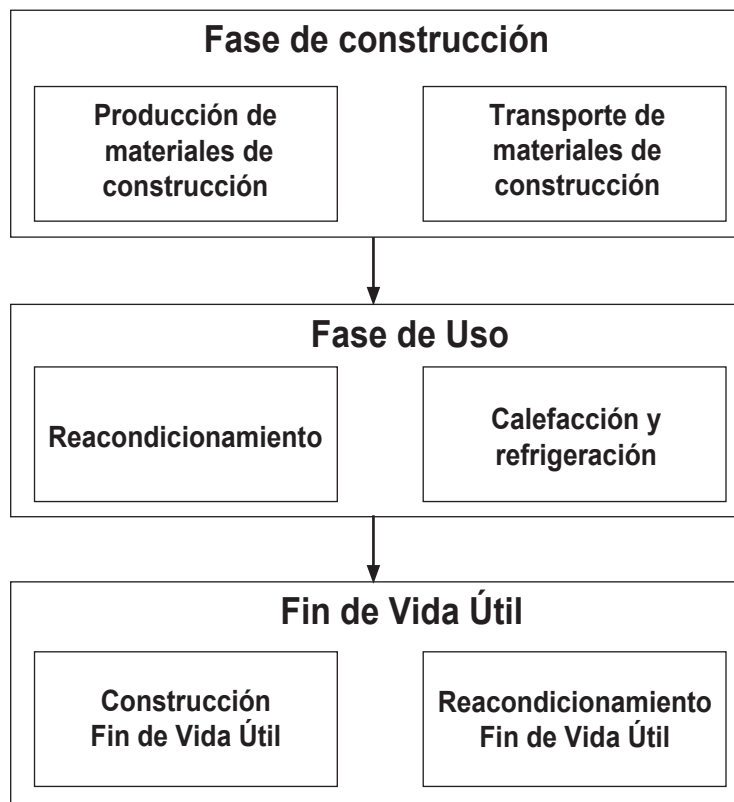 Fase de construcción
Producción de
materiales de
construcción
Transporte de
materiales de
construcción
Fase de Uso
Reacondicionamiento
Calefacción y
refrigeración
Fin de Vida Útil
Construcción
Fin de Vida Útil
Reacondicionamiento
Fin de Vida Útil